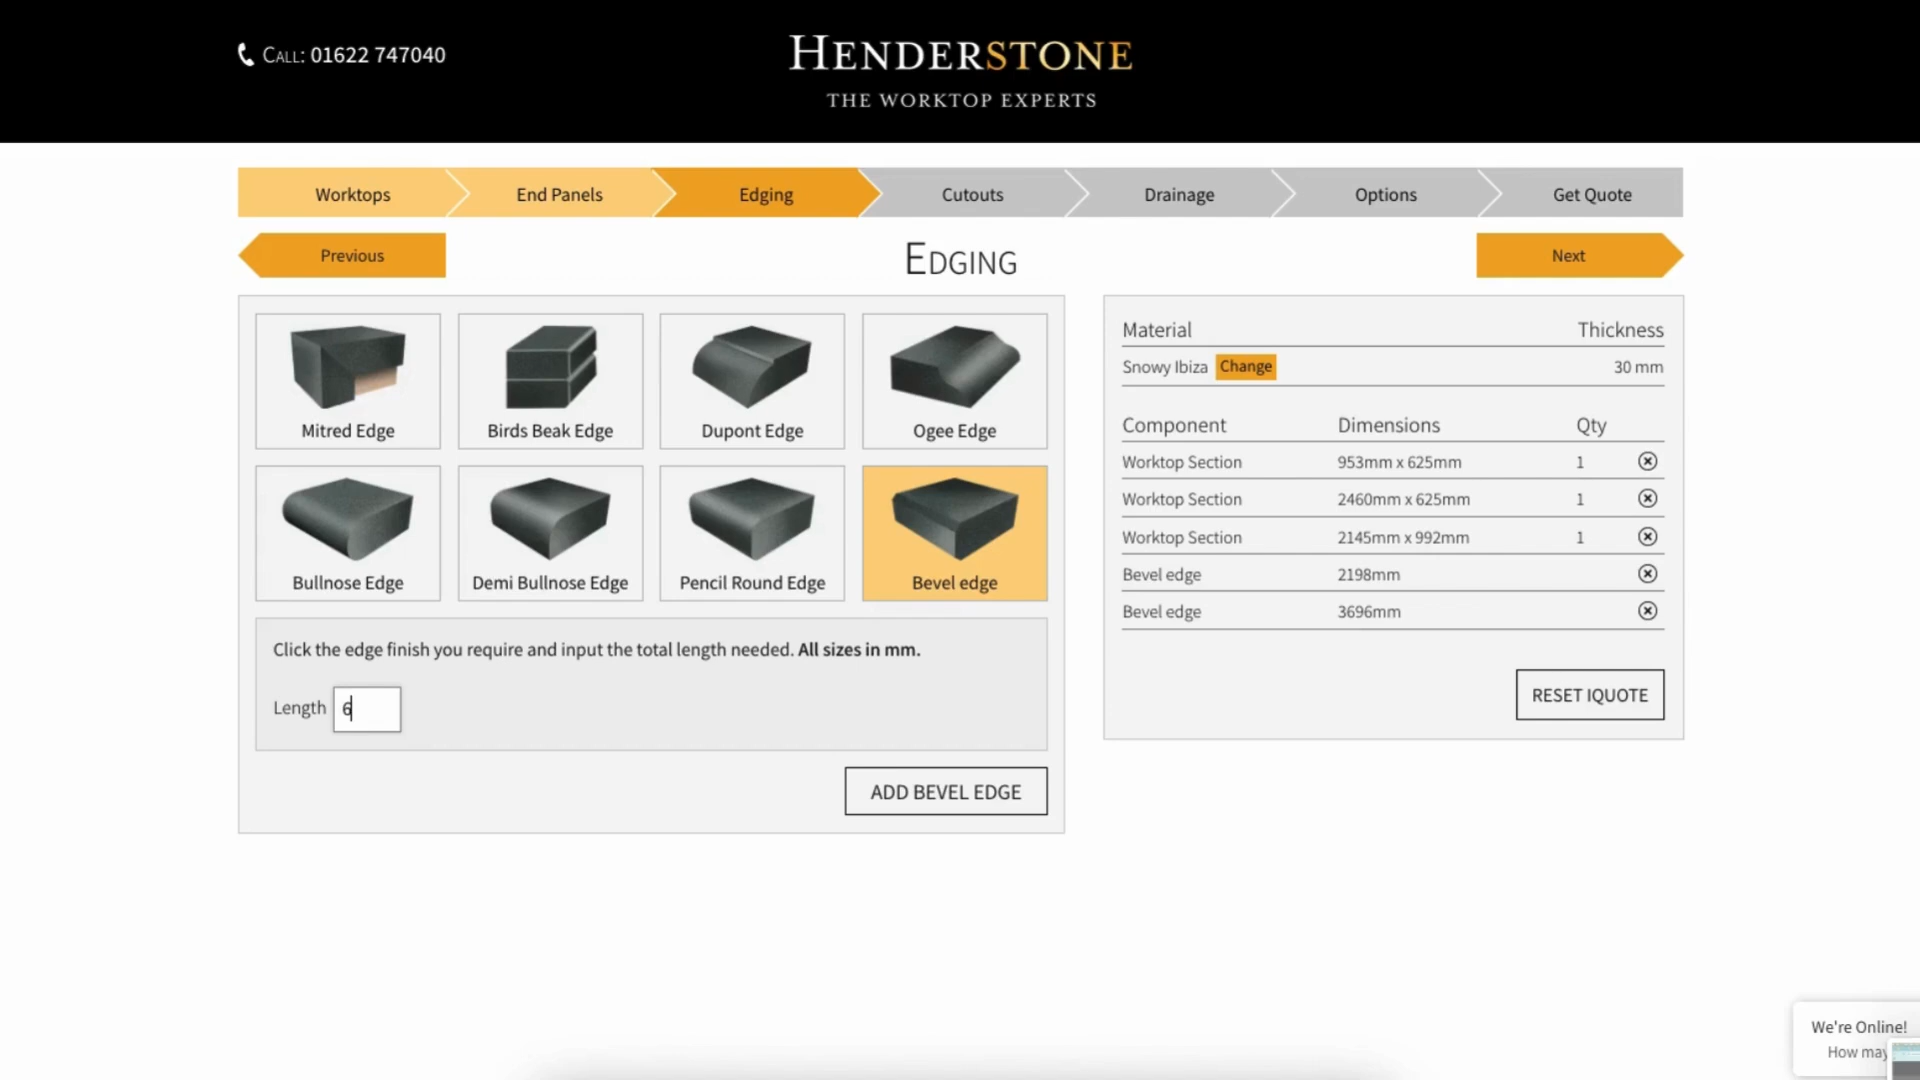 CALL: 01622 747040
HENDERSTONE
THE WORKTOP EXPERTS
Worktops
End Panels
Edging
Cutouts
Drainage
Options
Get Quote
Previous
EDGING
Next
Mitred Edge
Birds Beak Edge
Dupont Edge
Ogee Edge
Bullnose Edge
Demi Bullnose Edge
Pencil Round Edge
Bevel edge
Click the edge finish you require and input the total length needed. All sizes in mm.
Length 6
ADD BEVEL EDGE
Material Thickness
Snowy Ibiza Change 30 mm
Component Dimensions Qty
Worktop Section 953mm x 625mm 1
Worktop Section 2460mm x 625mm 1
Worktop Section 2145mm x 992mm 1
Bevel edge 2198mm
Bevel edge 3696mm
RESET IQUOTE
We're Online!
How may